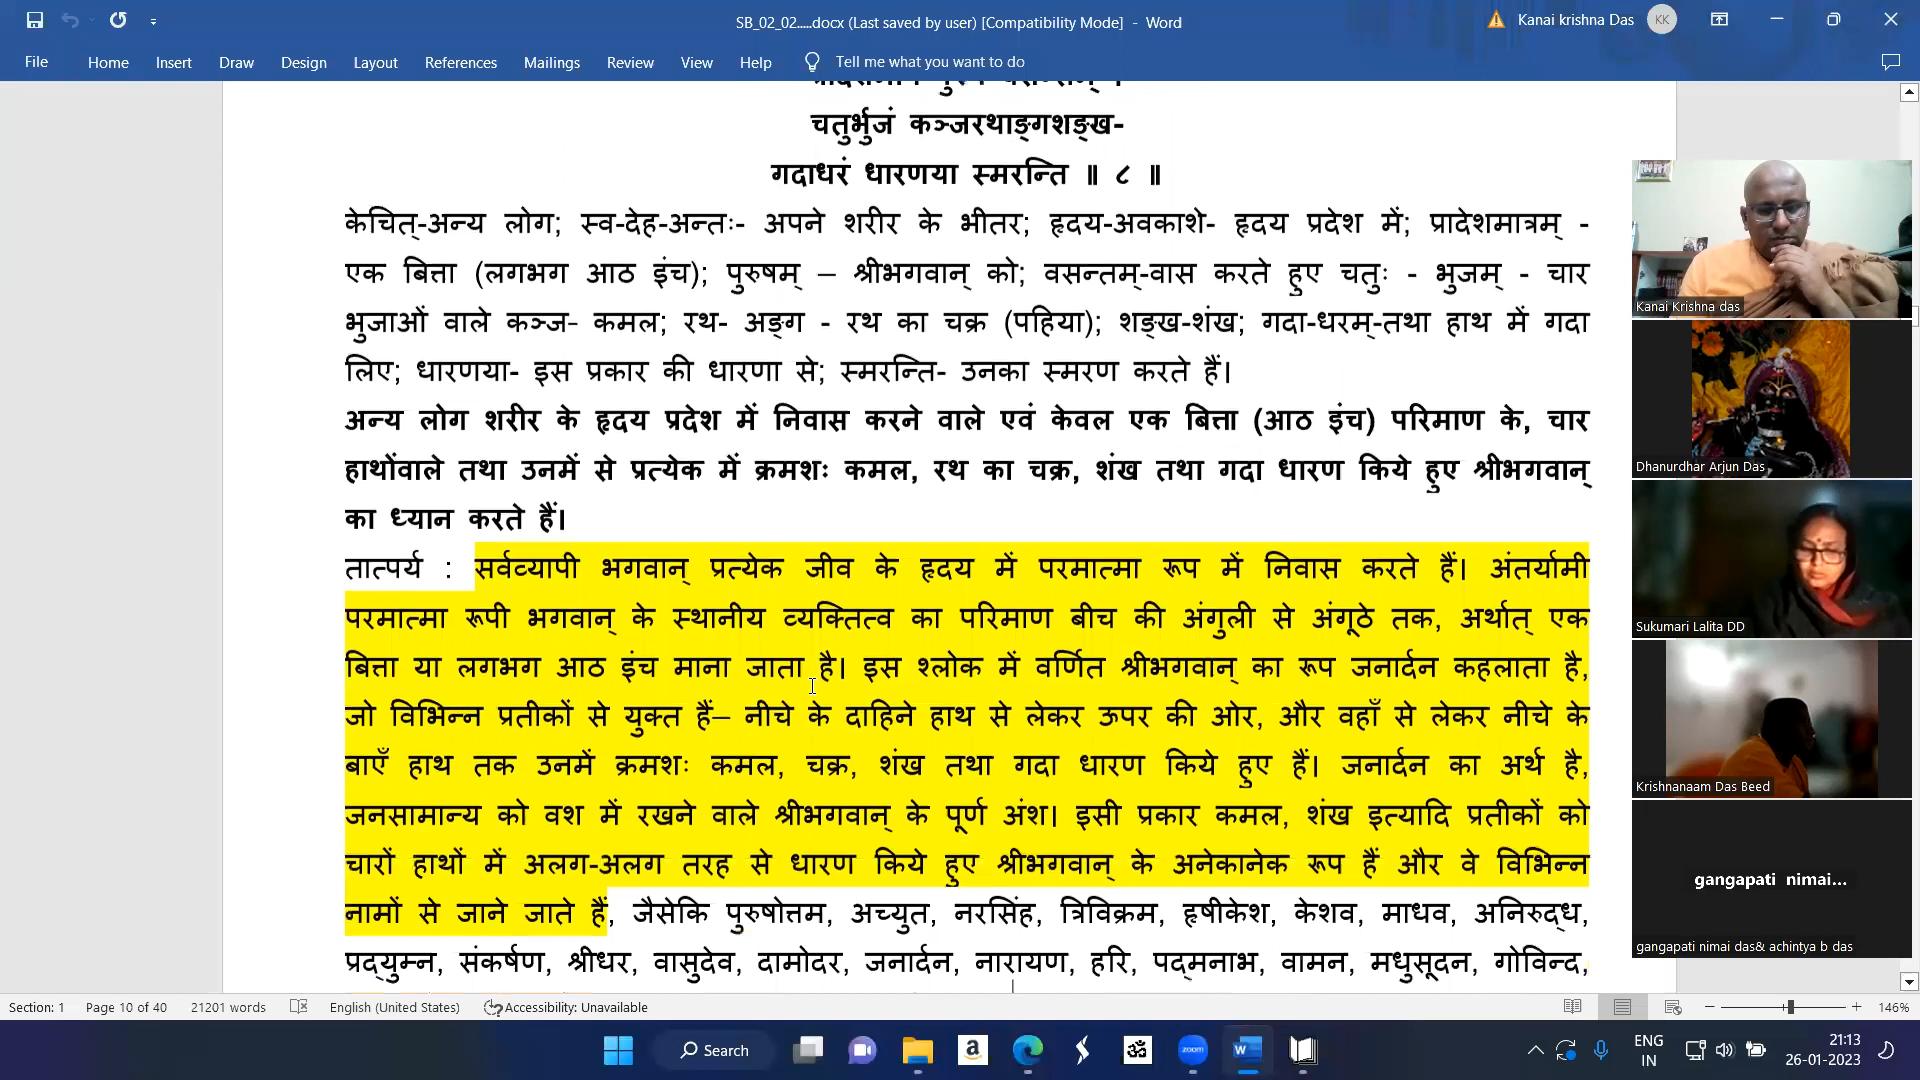 SB_02_02.....docx (Last saved by user) [Compatibility Mode] - Word
Kanai krishna Das
KK
File Home Insert Draw Design Layout References Mailings Review View Help Tell me what you want to do
चतुर्भुजं कञ्जरथाङ्गशङ्ख-
गदाधरं धारणया स्मरन्ति ॥ ८ ॥
केचित्-अन्य लोग; स्व-देह-अन्तः- अपने शरीर के भीतर; हृदय-अवकाशे- हृदय प्रदेश में; प्रादेशमात्रम् -
एक बित्ता (लगभग आठ इंच); पुरुषम् – श्रीभगवान् को; वसन्तम्-वास करते हुए चतुः - भुजम् - चार
भुजाओं वाले कञ्ज- कमल; रथ- अङ्ग - रथ का चक्र (पहिया); शङ्ख-शंख; गदा-धरम्-तथा हाथ में गदा
लिए; धारणया- इस प्रकार की धारणा से; स्मरन्ति- उनका स्मरण करते हैं।
अन्य लोग शरीर के हृदय प्रदेश में निवास करने वाले एवं केवल एक बित्ता (आठ इंच) परिमाण के, चार
हाथोंवाले तथा उनमें से प्रत्येक में क्रमशः कमल, रथ का चक्र, शंख तथा गदा धारण किये हुए श्रीभगवान्
का ध्यान करते हैं।
तात्पर्य : सर्वव्यापी भगवान् प्रत्येक जीव के हृदय में परमात्मा रूप में निवास करते हैं। अंतर्यामी
परमात्मा रूपी भगवान् के स्थानीय व्यक्तित्व का परिमाण बीच की अंगुली से अंगूठे तक, अर्थात् एक
बित्ता या लगभग आठ इंच माना जाता है। इस श्लोक में वर्णित श्रीभगवान् का रूप जनार्दन कहलाता है,
जो विभिन्न प्रतीकों से युक्त हैं– नीचे के दाहिने हाथ से लेकर ऊपर की ओर, और वहाँ से लेकर नीचे के
बाएँ हाथ तक उनमें क्रमशः कमल, चक्र, शंख तथा गदा धारण किये हुए हैं। जनार्दन का अर्थ है,
जनसामान्य को वश में रखने वाले श्रीभगवान् के पूर्ण अंश। इसी प्रकार कमल, शंख इत्यादि प्रतीकों को
चारों हाथों में अलग-अलग तरह से धारण किये हुए श्रीभगवान् के अनेकानेक रूप हैं और वे विभिन्न
नामों से जाने जाते हैं, जैसेकि पुरुषोत्तम, अच्युत, नरसिंह, त्रिविक्रम, हृषीकेश, केशव, माधव, अनिरुद्ध,
प्रद्युम्न, संकर्षण, श्रीधर, वासुदेव, दामोदर, जनार्दन, नारायण, हरि, पद्मनाभ, वामन, मधुसूदन, गोविन्द,
Kanai Krishna das
Dhanurdhar Arjun Das
Sukumari Lalita DD
Krishnanaam Das Beed
gangapati nimai...
gangapati nimai das& achintya b das
Section: 1 Page 10 of 40 21201 words English (United States) Accessibility: Unavailable 146%
Search
a
ॐ
zoom
W
ENG
IN
21:13
26-01-2023